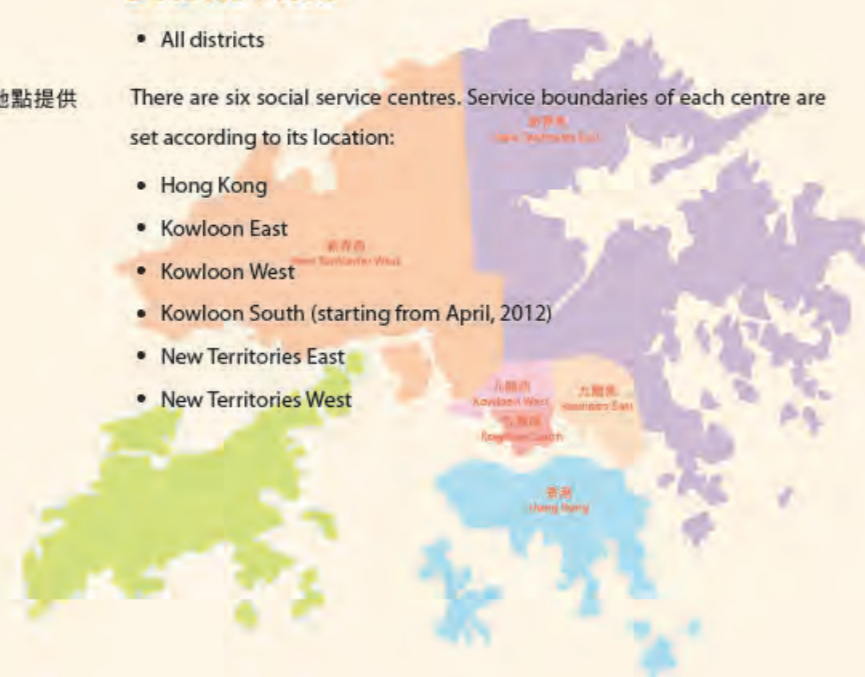 • All districts
地點提供
There are six social service centres. Service boundaries of each centre are
set according to its location:
• Hong Kong
• Kowloon East
• Kowloon West
• Kowloon South (starting from April, 2012)
• New Territories East
• New Territories West
新界東
New Territories East
新界西
New Territories West
九龍西
Kowloon West
九龍東
Kowloon East
九龍南
Kowloon South
香港
Hong Kong